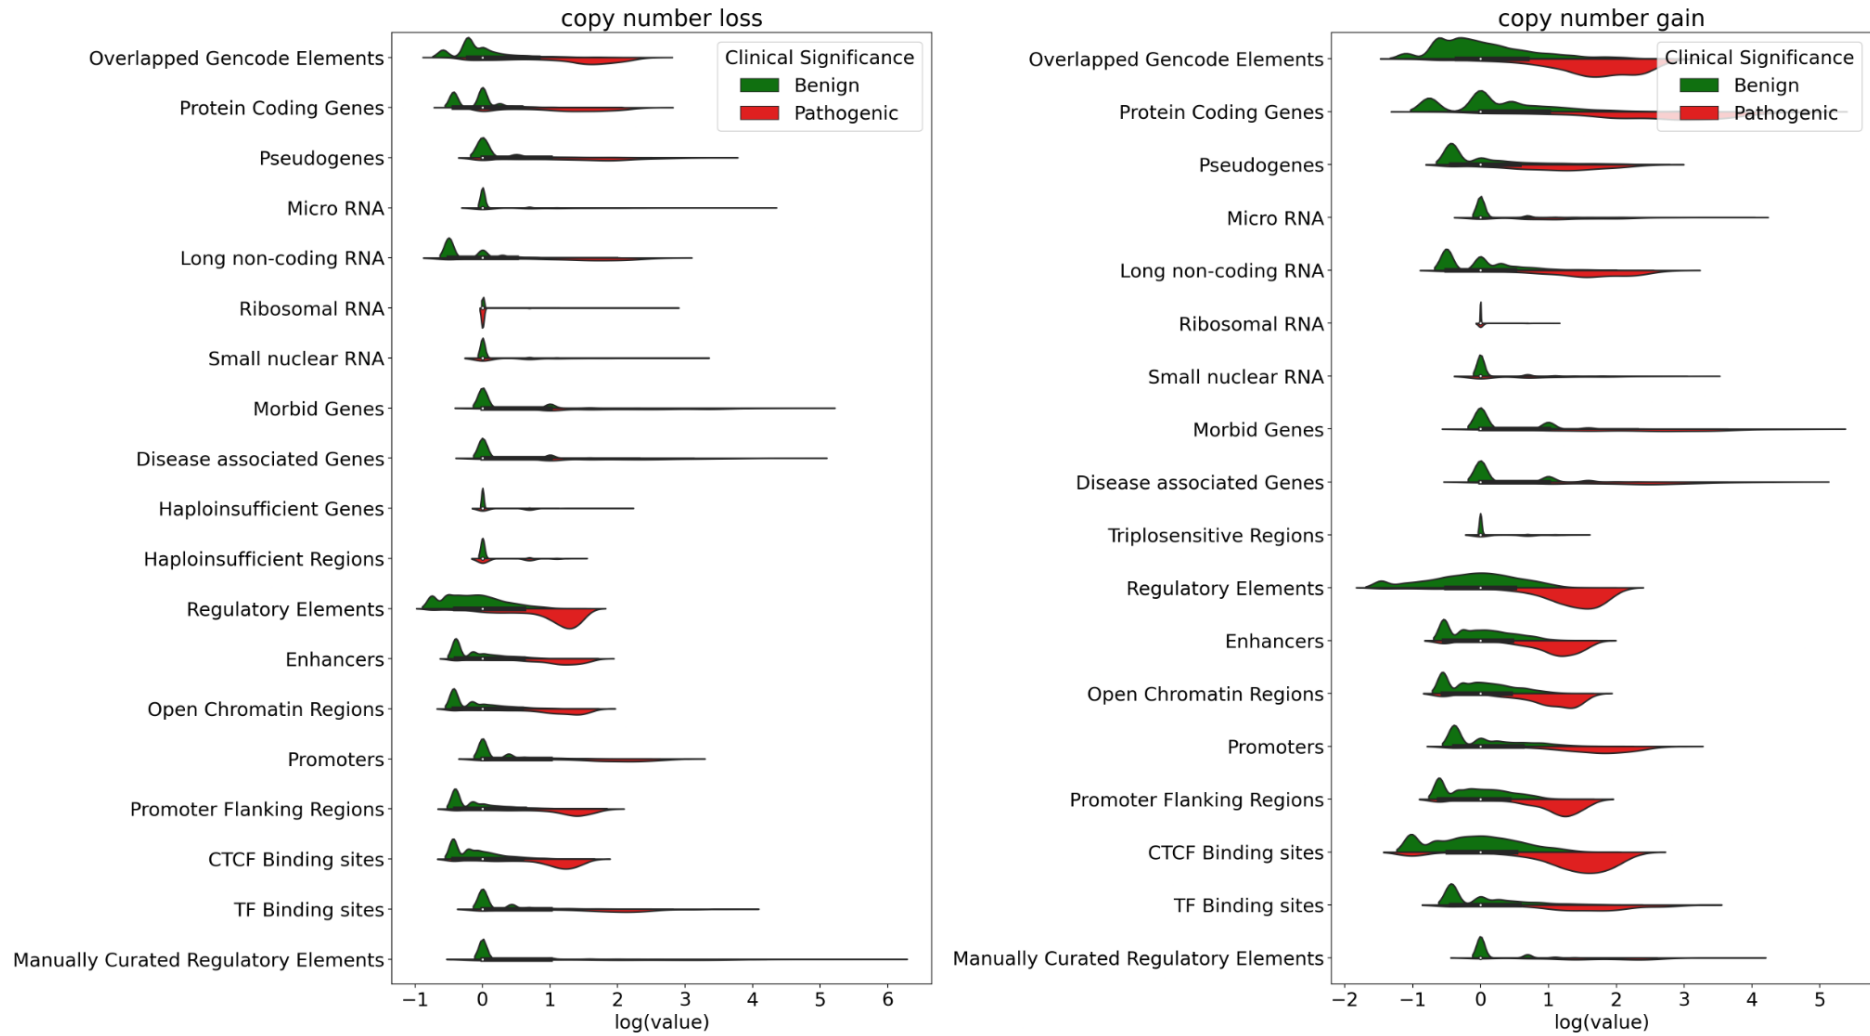 copy number loss
Overlapped Gencode Elements
Protein Coding Genes
Pseudogenes
Micro RNA
Long non-coding RNA
Ribosomal RNA
Small nuclear RNA
Morbid Genes
Disease associated Genes
Haploinsufficient Genes
Haploinsufficient Regions
Regulatory Elements
Enhancers
Open Chromatin Regions
Promoters
Promoter Flanking Regions
CTCF Binding sites
TF Binding sites
Manually Curated Regulatory Elements
Clinical Significance
Benign
Pathogenic
−1 0 1 2 3 4 5 6
log(value)
copy number gain
Overlapped Gencode Elements
Protein Coding Genes
Pseudogenes
Micro RNA
Long non-coding RNA
Ribosomal RNA
Small nuclear RNA
Morbid Genes
Disease associated Genes
Triplosensitive Regions
Regulatory Elements
Enhancers
Open Chromatin Regions
Promoters
Promoter Flanking Regions
CTCF Binding sites
TF Binding sites
Manually Curated Regulatory Elements
Clinical Significance
Benign
Pathogenic
−2 −1 0 1 2 3 4 5
log(value)